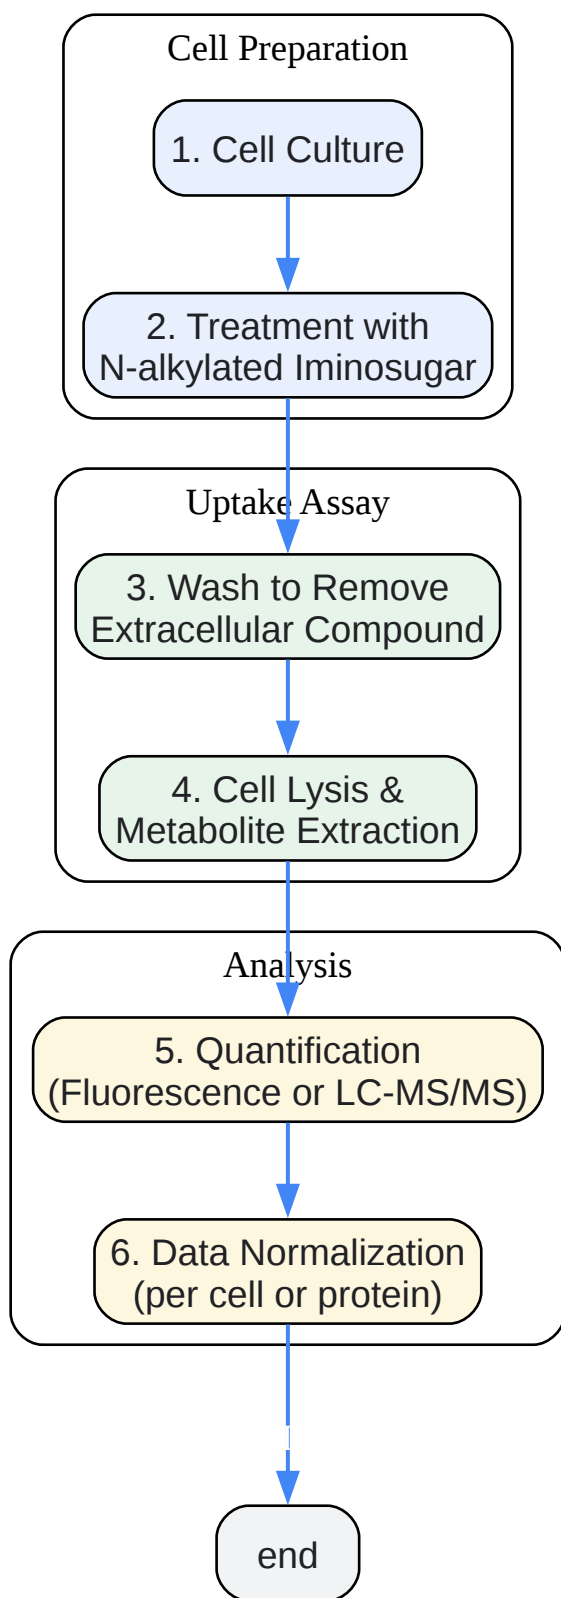 Cell Preparation
1. Cell Culture
2. Treatment with
N-alkylated Iminosugar
Uptake Assay
3. Wash to Remove
Extracellular Compound
4. Cell Lysis &
Metabolite Extraction
Analysis
5. Quantification
(Fluorescence or LC-MS/MS)
6. Data Normalization
(per cell or protein)
end